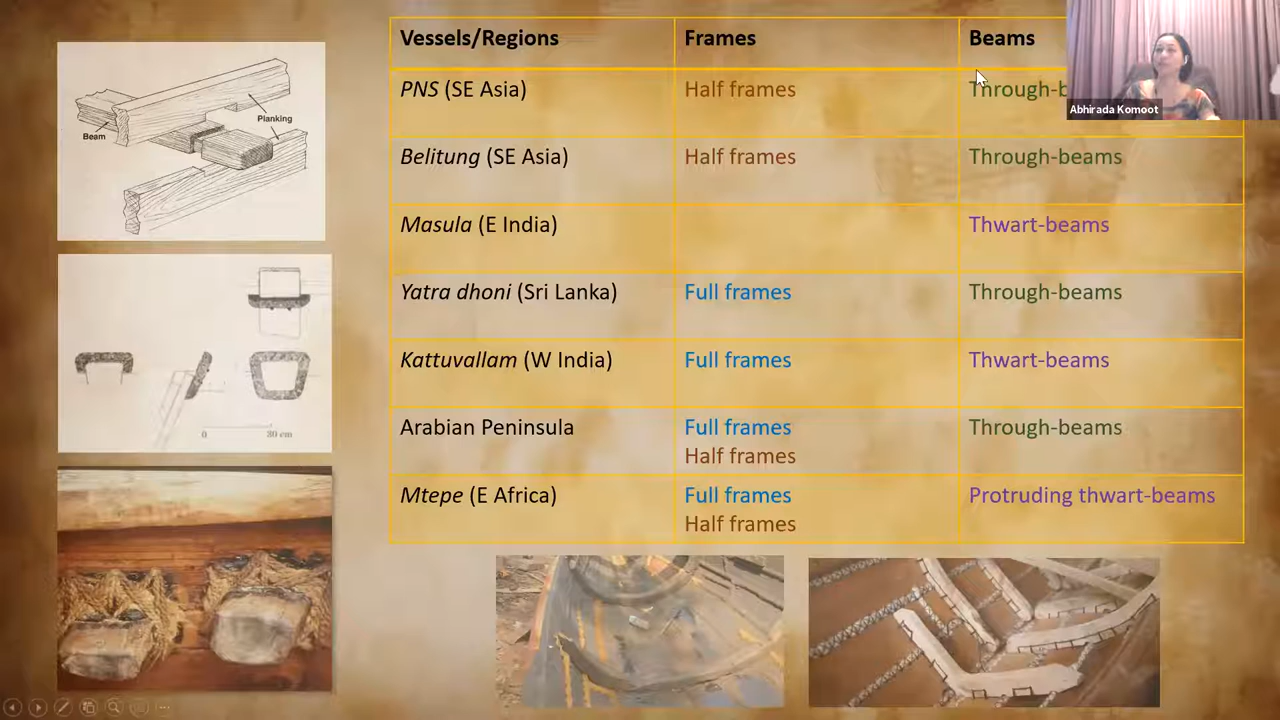 Vessels/Regions Frames Beams
PNS (SE Asia) Half frames Through-b
Abhirada Komoot
Belitung (SE Asia) Half frames Through-beams
Masula (E India) Thwart-beams
Yatra dhoni (Sri Lanka) Full frames Through-beams
Kattuvallam (W India) Full frames Thwart-beams
Arabian Peninsula Full frames Through-beams
Half frames
Mtepe (E Africa) Full frames Protruding thwart-beams
Half frames
Planking
Beam
0 30 cm